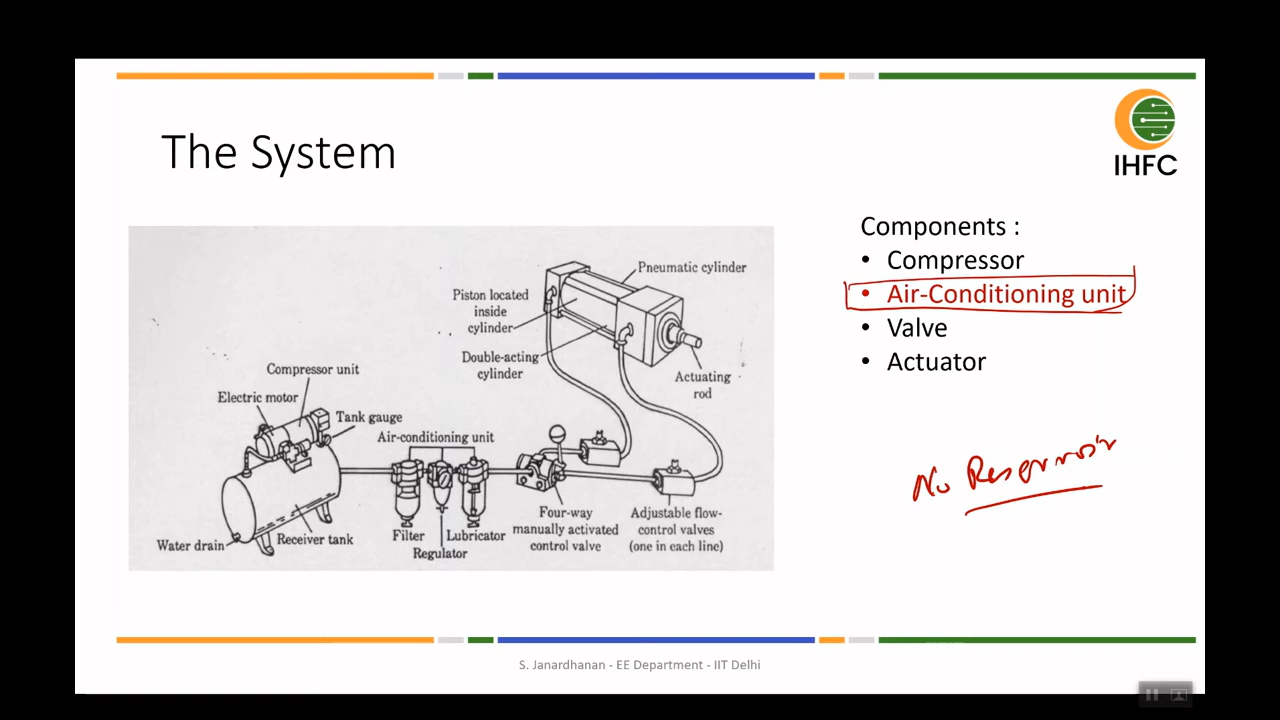 The System
IHFC
Components :
• Compressor
• Air-Conditioning unit
• Valve
• Actuator
Pneumatic cylinder
Piston located
inside
cylinder
Double-acting
cylinder
Actuating
rod
Compressor unit
Electric motor
Tank gauge
Air-conditioning unit
Water drain
Receiver tank
Filter
Regulator
Lubricator
Four-way
manually activated
control valve
Adjustable flow-
control valves
(one in each line)
No
S. Janardhanan - EE Department - IIT Delhi